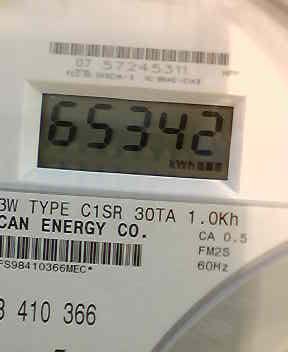 07 57245311
65342
kWh
3W TYPE C1SR 30TA 1.0Kh
CAN ENERGY CO.
CA 0.5
FM2S
60Hz
FS98410366MEC*
8 410 366